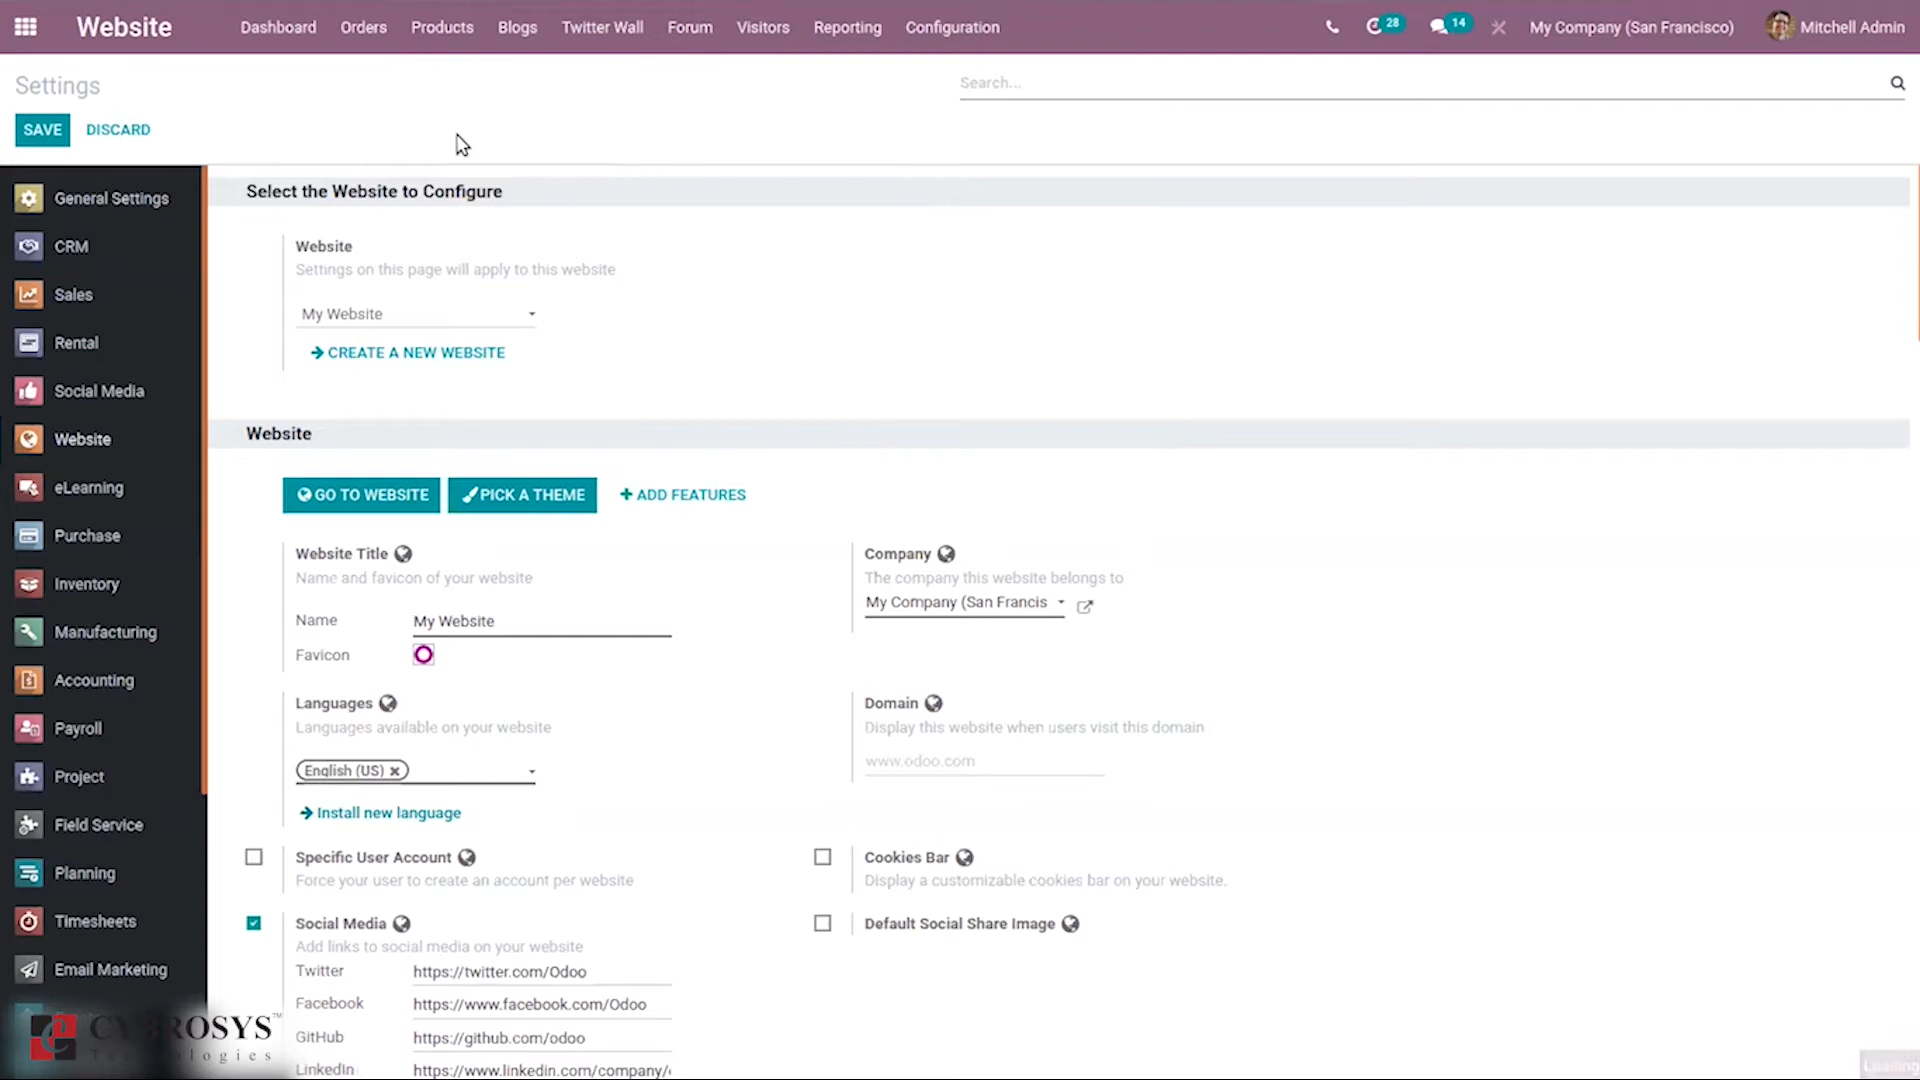 Website Dashboard Orders Products Blogs Twitter Wall Forum Visitors Reporting Configuration 28 14 My Company (San Francisco) Mitchell Admin
Settings
Search...
SAVE DISCARD
General Settings
CRM
Sales
Rental
Social Media
Website
eLearning
Purchase
Inventory
Manufacturing
Accounting
Payroll
Project
Field Service
Planning
Timesheets
Email Marketing
Select the Website to Configure
Website
Settings on this page will apply to this website
My Website
CREATE A NEW WEBSITE
Website
GO TO WEBSITE PICK A THEME ADD FEATURES
Website Title
Name and favicon of your website
Name My Website
Favicon
Company
The company this website belongs to
My Company (San Francis
Languages
Languages available on your website
English (US)
Install new language
Domain
Display this website when users visit this domain
www.odoo.com
Specific User Account
Force your user to create an account per website
Cookies Bar
Display a customizable cookies bar on your website.
Social Media
Add links to social media on your website
Twitter https://twitter.com/Odoo
Facebook https://www.facebook.com/Odoo
GitHub https://github.com/odoo
LinkedIn https://www.linkedin.com/company/
Default Social Share Image
CYBROSYS™
Technologies
Loading